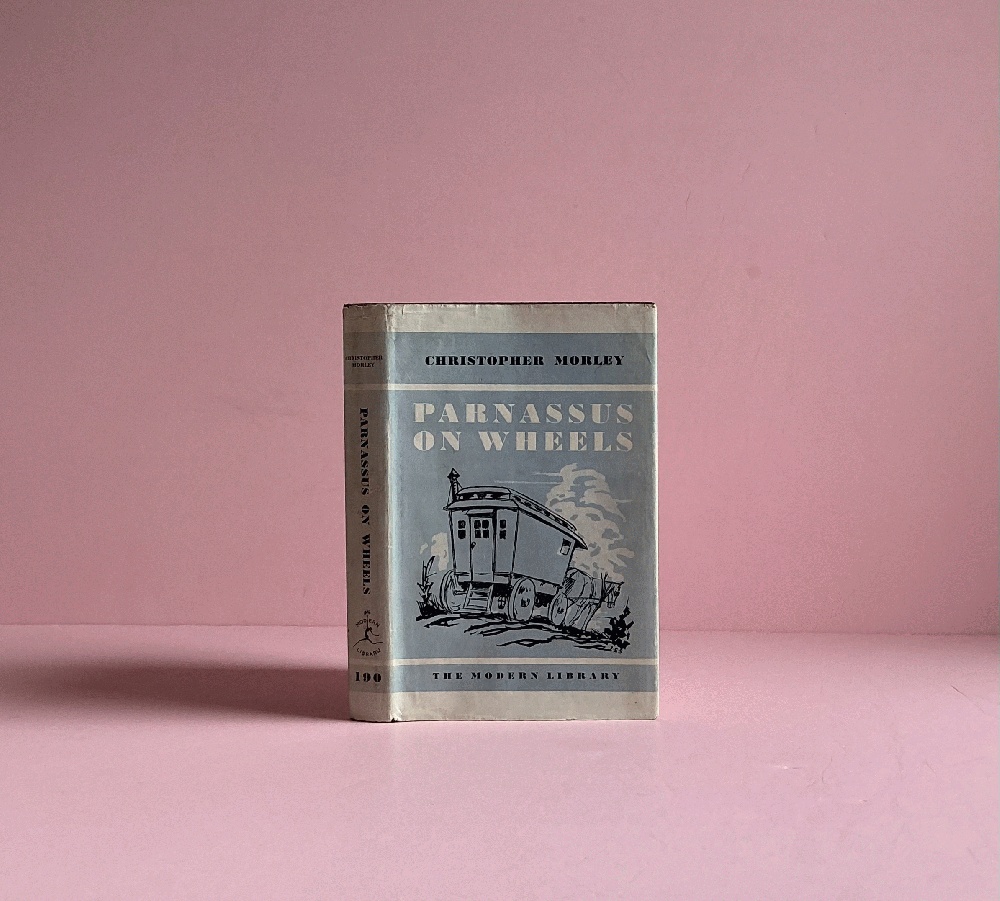 CHRISTOPHER
MORLEY
PARNASSUS ON WHEELS
MODERN
LIBRARY
190
CHRISTOPHER MORLEY
PARNASSUS
ON WHEELS
THE MODERN LIBRARY